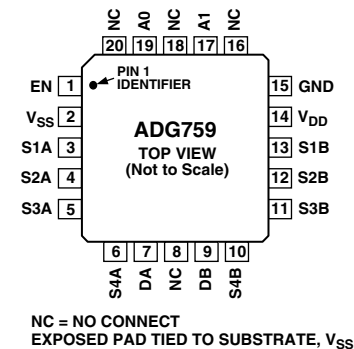 NC A0 NC A1 NC
20 19 18 17 16
PIN 1
IDENTIFIER
EN 1
VSS 2
S1A 3
S2A 4
S3A 5
ADG759
TOP VIEW
(Not to Scale)
15 GND
14 VDD
13 S1B
12 S2B
11 S3B
6 7 8 9 10
S4A DA NC DB S4B
NC = NO CONNECT
EXPOSED PAD TIED TO SUBSTRATE, VSS